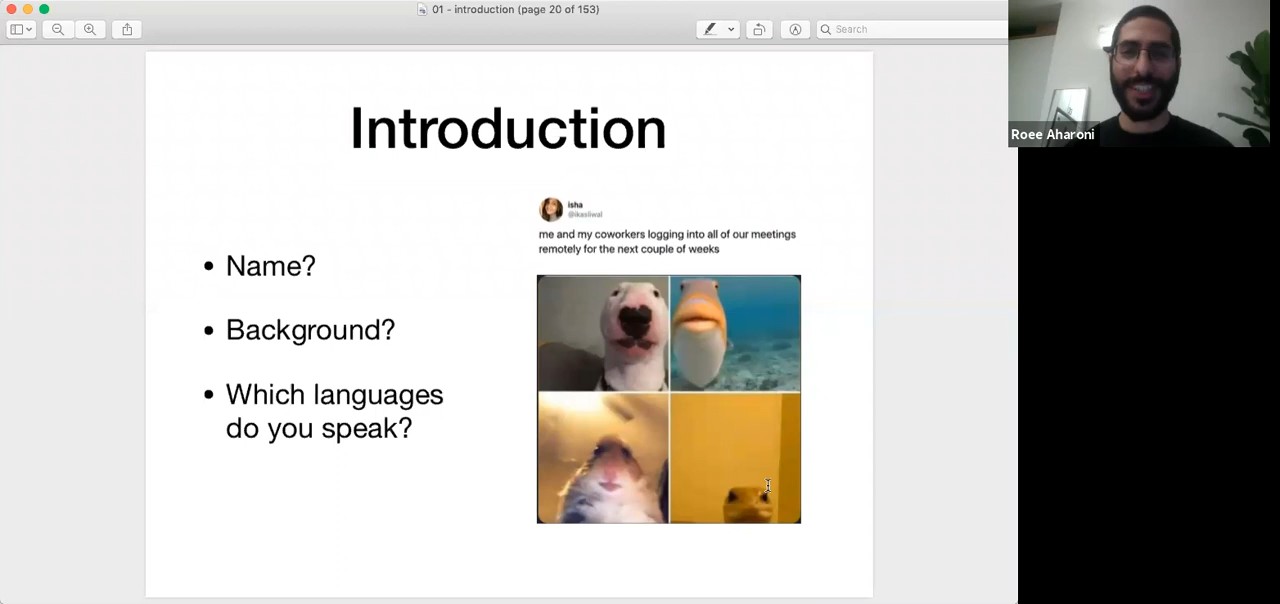 01 - introduction (page 20 of 153)
Search
Roee Aharoni
Introduction
• Name?
• Background?
• Which languages
do you speak?
isha
@ikasliwal
me and my coworkers logging into all of our meetings
remotely for the next couple of weeks